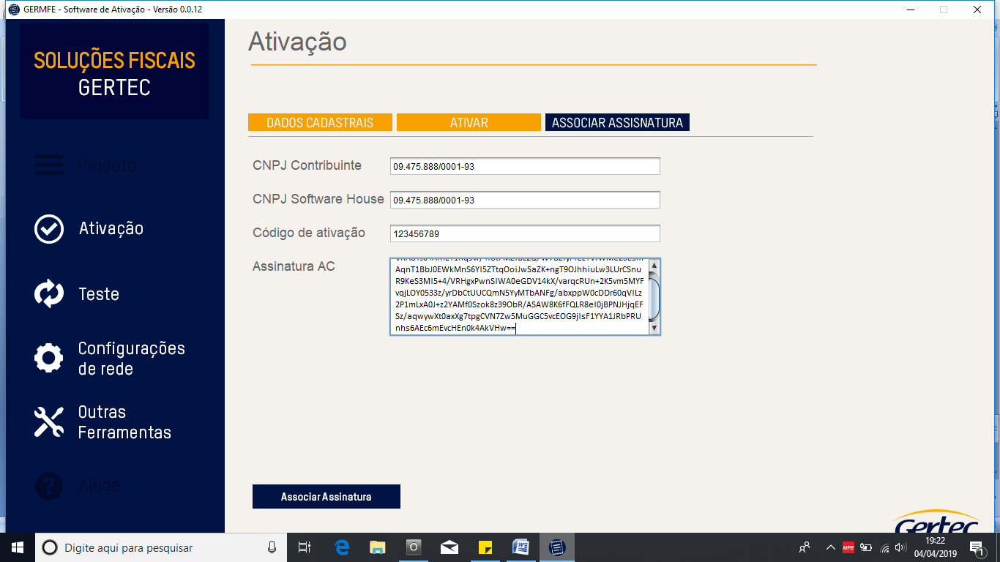 GERMFE - Software de Ativação - Versão 0.0.12
SOLUÇÕES FISCAIS
GERTEC
Produto
Ativação
Teste
Configurações
de rede
Outras
Ferramentas
Ajuda
Ativação
DADOS CADASTRAIS
ATIVAR
ASSOCIAR ASSISNATURA
CNPJ Contribuinte
09.475.888/0001-93
CNPJ Software House
09.475.888/0001-93
Código de ativação
123456789
Assinatura AC
AqnT1BbJ0EWkMnS6YI5ZTtqOoiJw5aZK+ngT9OJhhiuLw3LUrCSnu
R9KeS3MI5+4/VRHgxPwnSIWA0eGDV14kX/varqcRUn+2K5vm5MYF
vqjLOY0533z/yrDbCtUUCQmN5YyMTbANFg/abxppW0cDDr60qVILz
2P1mLxA0J+z2YAMf0Szok8z39ObR/ASAW8K6fFQLR8eI0jBPNJHjqEF
Sz/aqwywXt0axXg7tpgCVN7Zw5MuGGC5vcEOG9jIsF1YYA1JRbPRU
nhs6AEc6mEvcHEn0k4AkVHw==
Associar Assinatura
Gertec
Digite aqui para pesquisar
MFE
19:22
04/04/2019
1